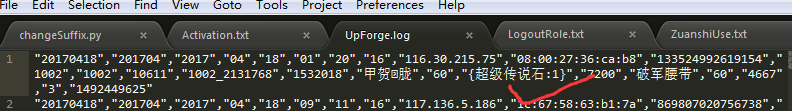 Selection Find View Goto Tools Project Preferences Help
changeSuffix.py × Activation.txt × UpForge.log × LogoutRole.txt × ZuanshiUse.txt
1 "20170418","201704","2017","04","18","01","20","16","116.30.215.75","08:00:27:36:ca:b8","133524992619154",
"1002","1002","10611","1002_2131768","1532018","甲贺@胧","60","{超级传说石:1}","7200","破军腰带","60","4667
","3","1492449625"
2 "20170418","201704","2017","04","18","09","11","16","117.136.5.186","1c:67:58:63:b1:7a","869807020756738",